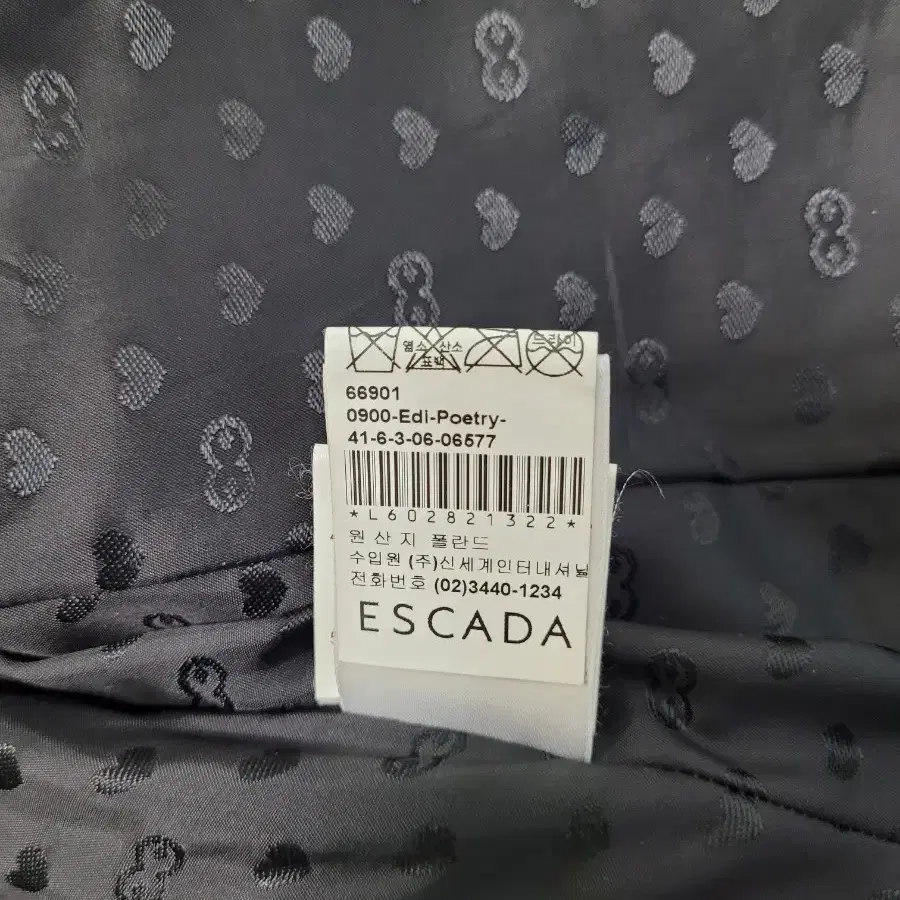 염소 산소 드라이
표백
66901
0900-Edi-Poetry-
41-6-3-06-06577
*L602821322*
원산지 폴란드
수입원 (주)신세계인터내셔날
전화번호 (02)3440-1234
ESCADA